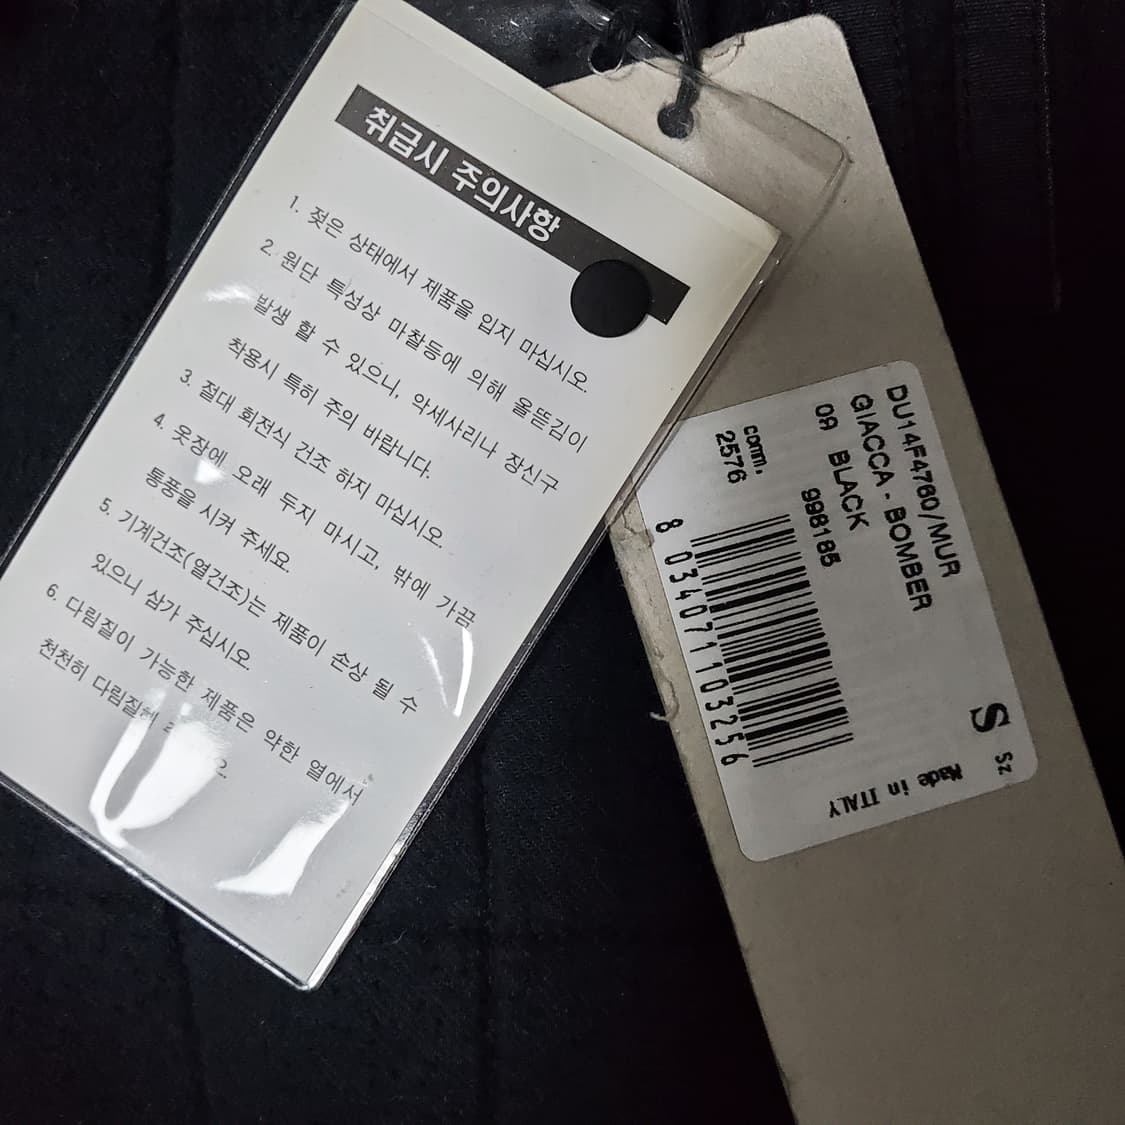 취급시 주의사항
1. 젖은 상태에서 제품을 입지 마십시오.
2. 원단 특성상 마찰등에 의해 올뜯김이
발생 할 수 있으니, 악세사리나 장신구
착용시 특히 주의 바랍니다.
3. 절대 회전식 건조 하지 마십시오.
4. 옷장에 오래 두지 마시고, 밖에 가끔
통풍을 시켜 주세요.
5. 기계건조(열건조)는 제품이 손상 될 수
있으니 삼가 주십시오.
6. 다림질이 가능한 제품은 약한 열에서
천천히 다림질해
DU14F4760/MUR
GIACCA - BOMBER
09 BLACK 998185
comm.
2576
8 034071103256
S Sz
Made in ITALY